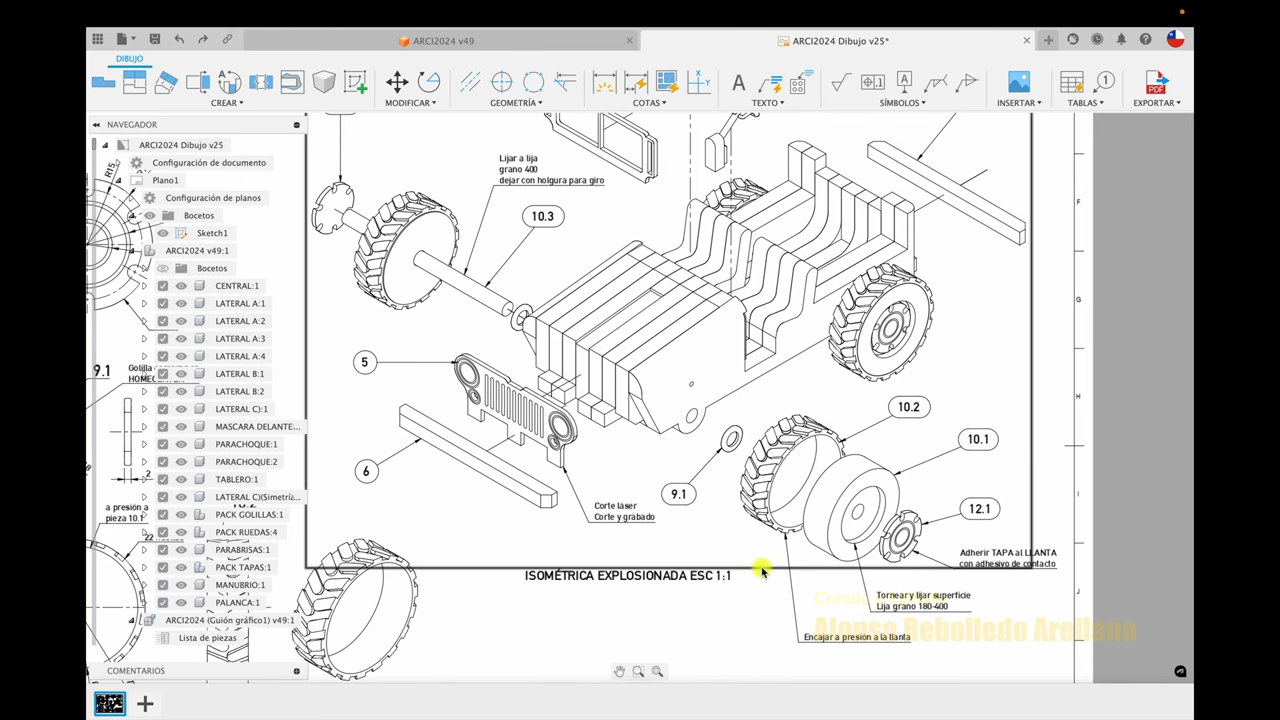 ARCI2024 v49
ARCI2024 Dibujo v25*
DIBUJO
CREAR
MODIFICAR
GEOMETRÍA
COTAS
TEXTO
SÍMBOLOS
INSERTAR
TABLAS
EXPORTAR
PDF
NAVEGADOR
ARCI2024 Dibujo v25
Configuración de documento
Plano1
Configuración de planos
Bocetos
Sketch1
ARCI2024 v49:1
Bocetos
CENTRAL:1
LATERAL A:1
LATERAL A:2
LATERAL A:3
LATERAL A:4
LATERAL B:1
LATERAL B:2
LATERAL C):1
MASCARA DELANTE...
PARACHOQUE:1
PARACHOQUE:2
TABLERO:1
LATERAL C)(Simetría...
PACK GOLILLAS:1
PACK RUEDAS:4
PARABRISAS:1
PACK TAPAS:1
MANUBRIO:1
PALANCA:1
ARCI2024 (Guión gráfico1) v49:1
Lista de piezas
COMENTARIOS
R15
9.1
Golilla
2
a presión a
pieza 10.1
22
Lijar a lija
grano 400
dejar con holgura para giro
10.3
F
G
H
I
J
5
6
Corte láser
Corte y grabado
9.1
10.2
10.1
12.1
Adherir TAPA al LLANTA
con adhesivo de contacto
ISOMÉTRICA EXPLOSIONADA ESC 1:1
Tornear y lijar superficie
Lija grano 180-400
Encajar a presión a la llanta
Alonso Rebolledo Arellano